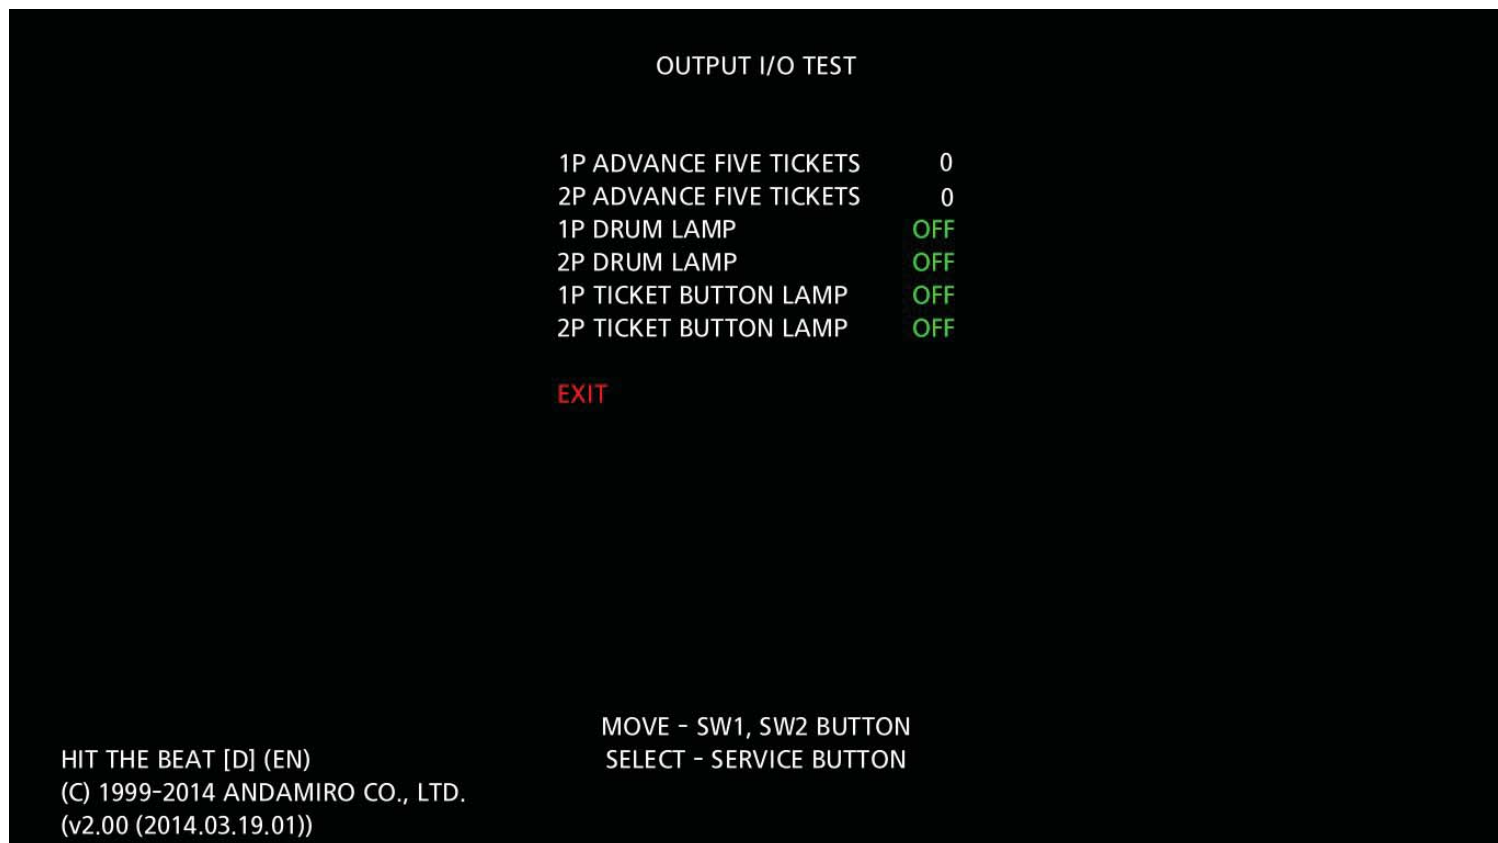 OUTPUT I/O TEST
1P ADVANCE FIVE TICKETS 0
2P ADVANCE FIVE TICKETS 0
1P DRUM LAMP OFF
2P DRUM LAMP OFF
1P TICKET BUTTON LAMP OFF
2P TICKET BUTTON LAMP OFF
EXIT
MOVE - SW1, SW2 BUTTON
SELECT - SERVICE BUTTON
HIT THE BEAT [D] (EN)
(C) 1999-2014 ANDAMIRO CO., LTD.
(v2.00 (2014.03.19.01))